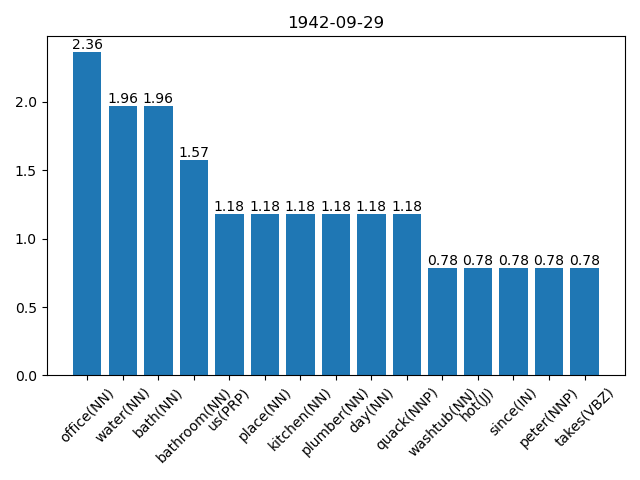 1942-09-29
2.36
1.96
1.96
1.57
1.18
1.18
1.18
1.18
1.18
1.18
0.78
0.78
0.78
0.78
0.78
2.0
1.5
1.0
0.5
0.0
office(NN)
water(NN)
bath(NN)
bathroom(NN)
us(PRP)
place(NN)
kitchen(NN)
plumber(NN)
day(NN)
quack(NNP)
washtub(NN)
hot(JJ)
since(IN)
peter(NNP)
takes(VBZ)